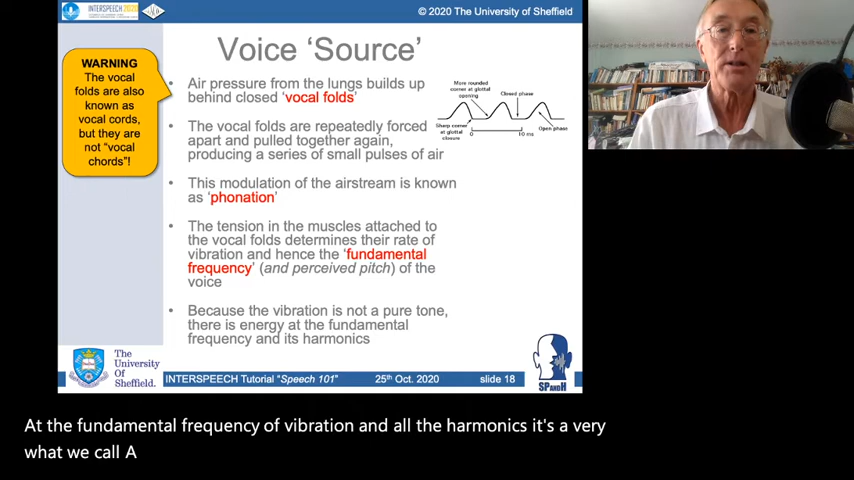 INTERSPEECH 2020
© 2020 The University of Sheffield
Voice ‘Source’
WARNING
The vocal
folds are also
known as
vocal cords,
but they are
not “vocal
chords”!
• Air pressure from the lungs builds up
behind closed ‘vocal folds’
• The vocal folds are repeatedly forced
apart and pulled together again,
producing a series of small pulses of air
• This modulation of the airstream is known
as ‘phonation’
• The tension in the muscles attached to
the vocal folds determines their rate of
vibration and hence the ‘fundamental
frequency’ (and perceived pitch) of the
voice
• Because the vibration is not a pure tone,
there is energy at the fundamental
frequency and its harmonics
More rounded
corner at glottal
opening
Closed phase
Sharp corner
at glottal
closure
0
10 ms
Open phase
The
University
Of
Sheffield.
INTERSPEECH Tutorial “Speech 101”
25th Oct. 2020
slide 18
SPandH
At the fundamental frequency of vibration and all the harmonics it's a very
what we call A